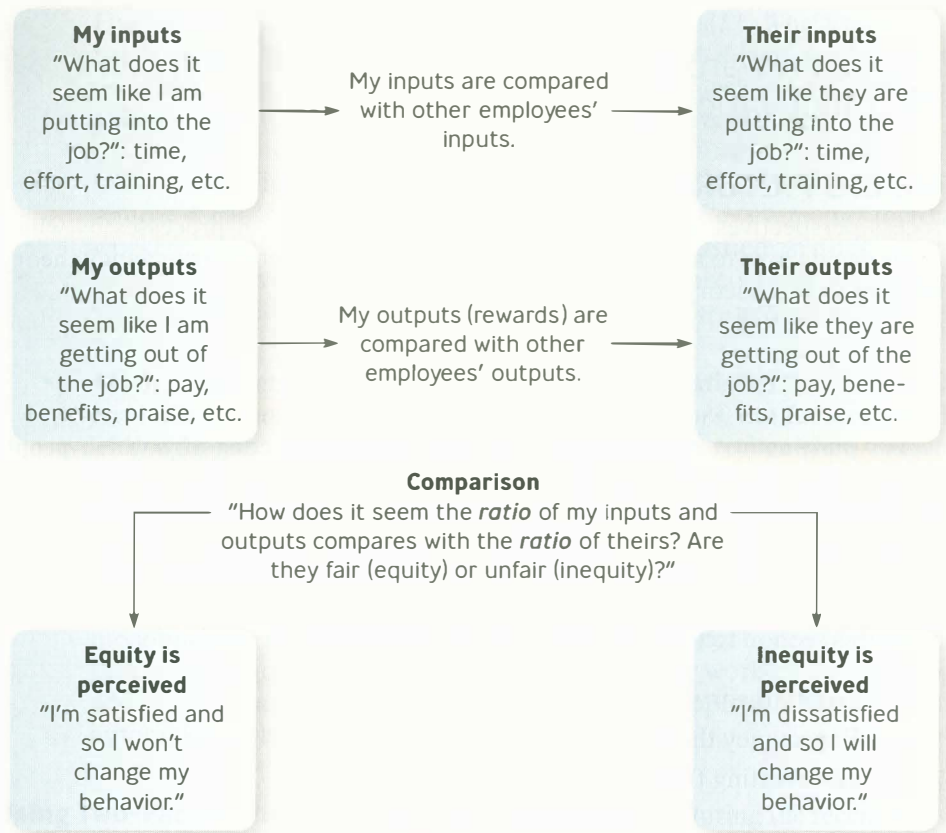 My inputs
"What does it
seem like I am
putting into the
job?": time,
effort, training, etc.
My inputs are compared
with other employees'
inputs.
Their inputs
"What does it
seem like they are
putting into the
job?": time,
effort, training, etc.
My outputs
"What does it
seem like I am
getting out of
the job?": pay,
benefits, praise, etc.
My outputs (rewards) are
compared with other
employees' outputs.
Their outputs
"What does it
seem like they are
getting out of the
job?": pay, bene-
fits, praise, etc.
Comparison
"How does it seem the ratio of my inputs and
outputs compares with the ratio of theirs? Are
they fair (equity) or unfair (inequity)?"
Equity is
perceived
"I'm satisfied and
so I won't
change my
behavior."
Inequity is
perceived
"I'm dissatisfied
and so I will
change my
behavior."